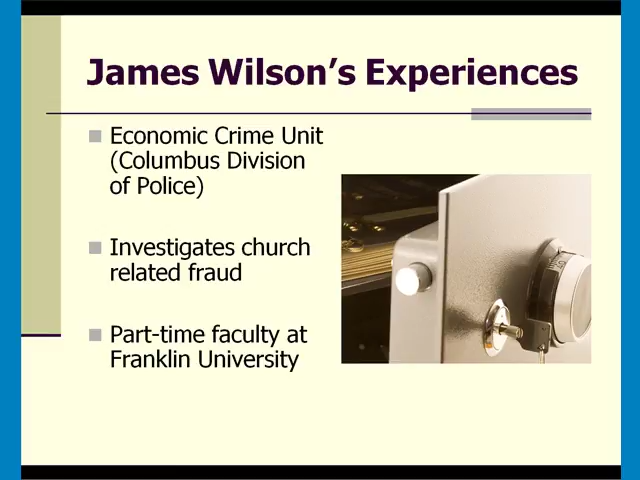 James Wilson’s Experiences
Economic Crime Unit
(Columbus Division
of Police)
Investigates church
related fraud
Part-time faculty at
Franklin University